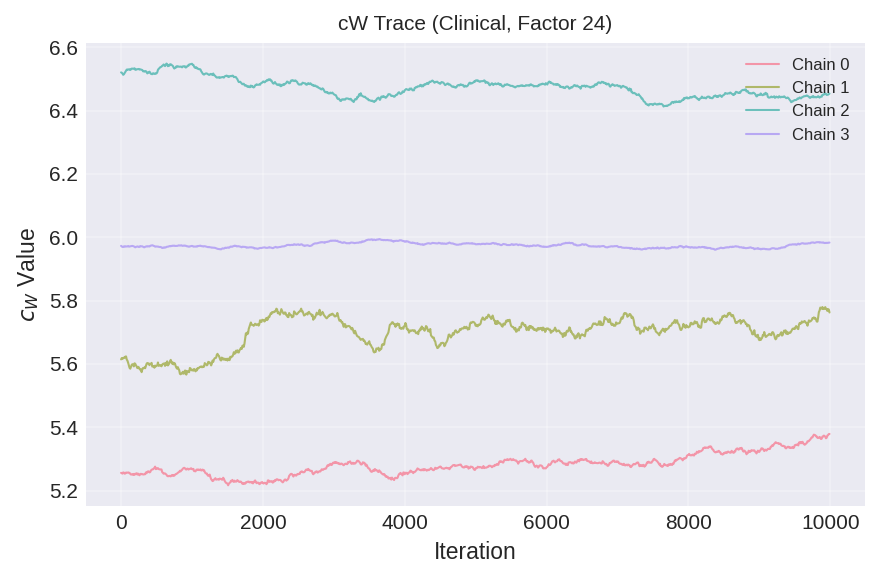 cW Trace (Clinical, Factor 24)
6.6
6.4
6.2
6.0
5.8
5.6
5.4
5.2
c_W Value
Chain 0
Chain 1
Chain 2
Chain 3
0 2000 4000 6000 8000 10000
Iteration